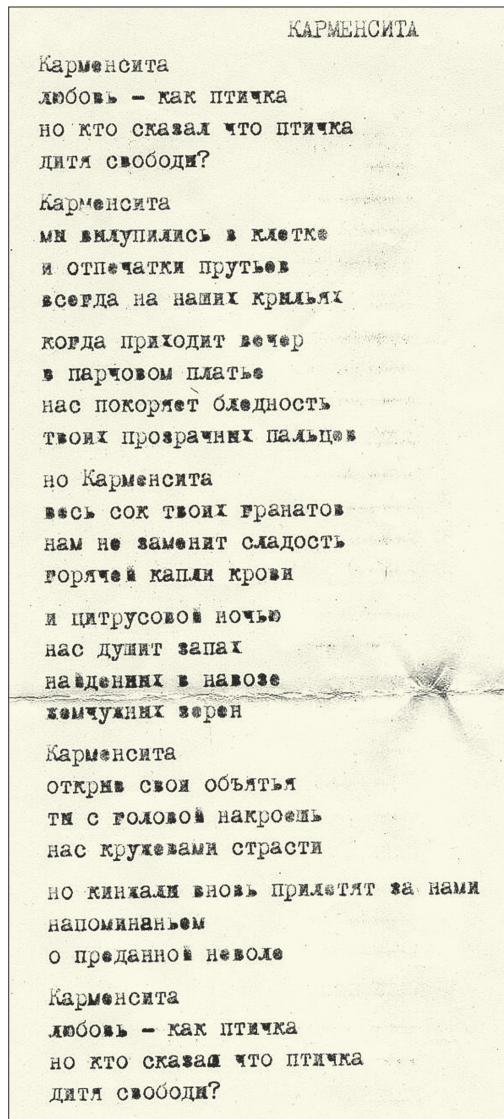 КАРМЕНСИТА
Карменсита
любовь – как птичка
но кто сказал что птичка
дитя свободы?
Карменсита
мы вылупились в клетке
и отпечатки прутьев
всегда на наших крыльях
когда приходит вечер
в парчовом платье
нас покоряет бледность
твоих прозрачных пальцев
но Карменсита
весь сок твоих гранатов
нам не заменит сладость
горячей капли крови
и цитрусовой ночью
нас душит запах
найденных в навозе
жемчужных зерен
Карменсита
открыв свои объятья
ты с головой накроешь
нас кружевами страсти
но кинжалы вновь прилетят за нами
напоминаньем
о преданной неволе
Карменсита
любовь – как птичка
но кто сказал что птичка
дитя свободы?